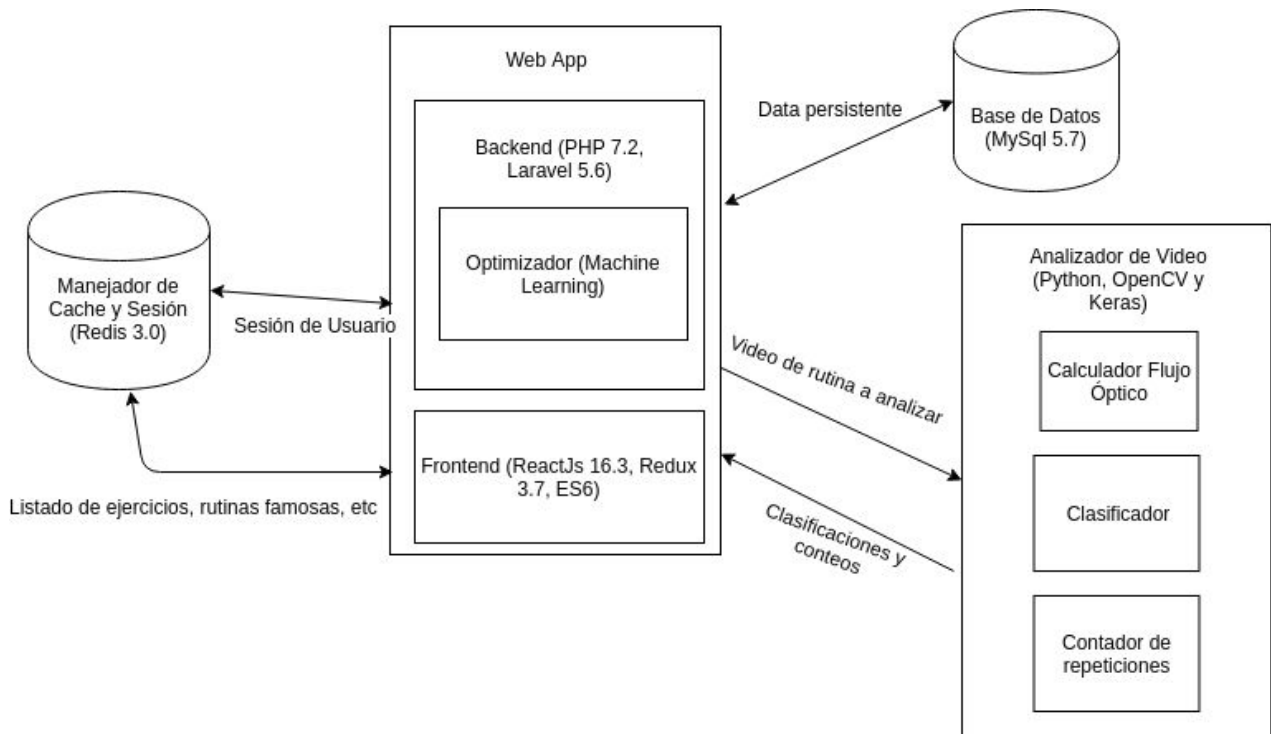 Web App
Backend (PHP 7.2,
Laravel 5.6)
Optimizador (Machine
Learning)
Frontend (ReactJs 16.3, Redux
3.7, ES6)
Manejador de
Cache y Sesión
(Redis 3.0)
Sesión de Usuario
Listado de ejercicios, rutinas famosas, etc
Data persistente
Base de Datos
(MySql 5.7)
Video de rutina a analizar
Clasificaciones y
conteos
Analizador de Video
(Python, OpenCV y
Keras)
Calculador Flujo
Óptico
Clasificador
Contador de
repeticiones